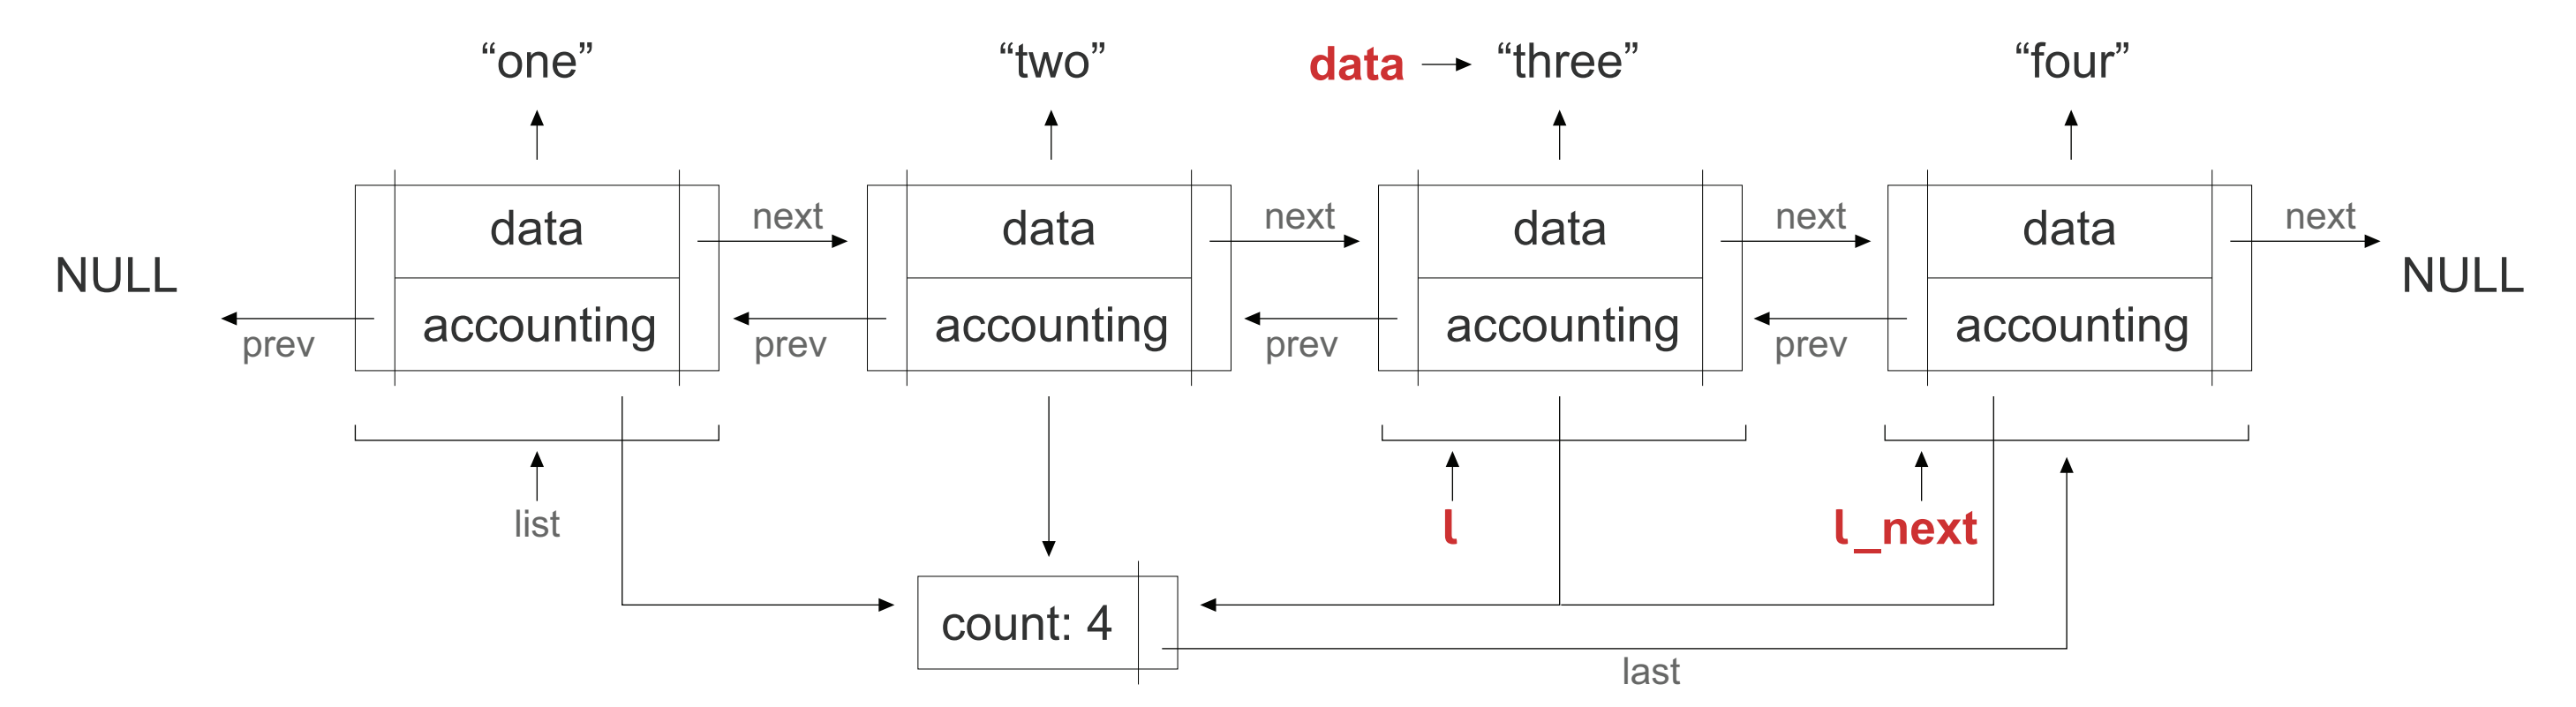 “one”
“two”
data
“three”
“four”
data
next
data
next
data
next
data
next
NULL
NULL
accounting
accounting
accounting
accounting
prev
prev
prev
prev
list
l
l_next
count: 4
last